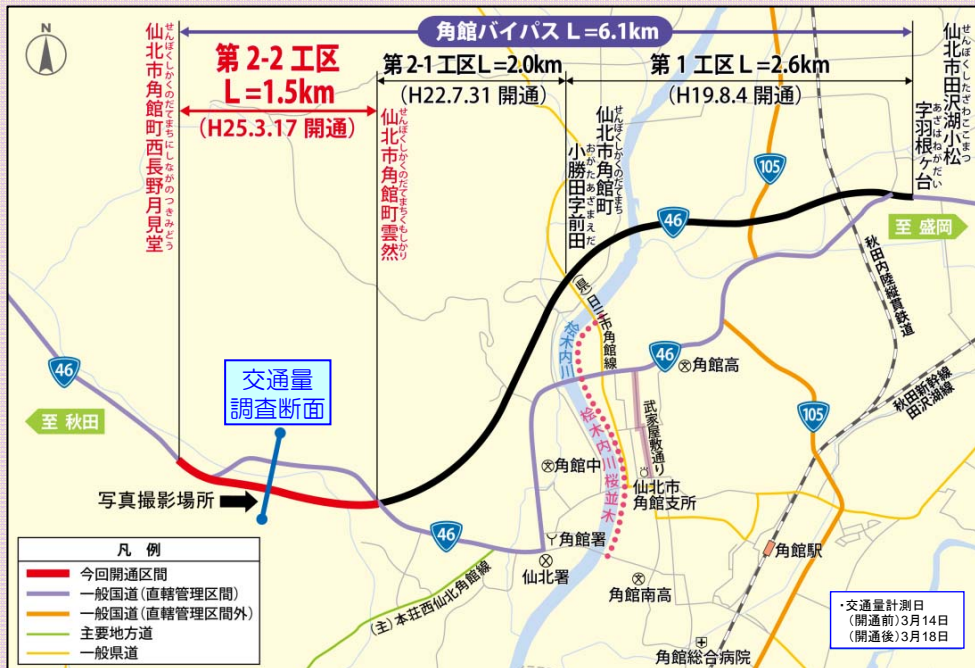 N
角館バイパス L=6.1km
第2-2工区
L=1.5km
(H25.3.17 開通)
第2-1工区L=2.0km
(H22.7.31 開通)
第1工区L=2.6km
(H19.8.4 開通)
仙北市角館町西長野月見堂
せんぼくしかくのだてまちにしながのつきみどう
仙北市角館町雲然
せんぼくしかくのだてまちくもしかり
仙北市角館町
せんぼくしかくのだてまち
小勝田字前田
おがたあざまえだ
仙北市田沢湖小松
せんぼくしたざわここまつ
字羽根ヶ台
あざはねがだい
105
46
至 盛岡
秋田内陸縦貫鉄道
(県)日三市角館線
桧木内川
46
角館高
46
至 秋田
交通量
調査断面
武家屋敷通り
105
秋田新幹線
田沢湖線
桧木内川桜並木
角館中
仙北市
角館支所
写真撮影場所
46
角館署
仙北署
角館駅
(主)本荘西仙北角館線
角館南高
角館総合病院
凡 例
今回開通区間
一般国道(直轄管理区間)
一般国道(直轄管理区間外)
主要地方道
一般県道
・交通量計測日
(開通前)3月14日
(開通後)3月18日